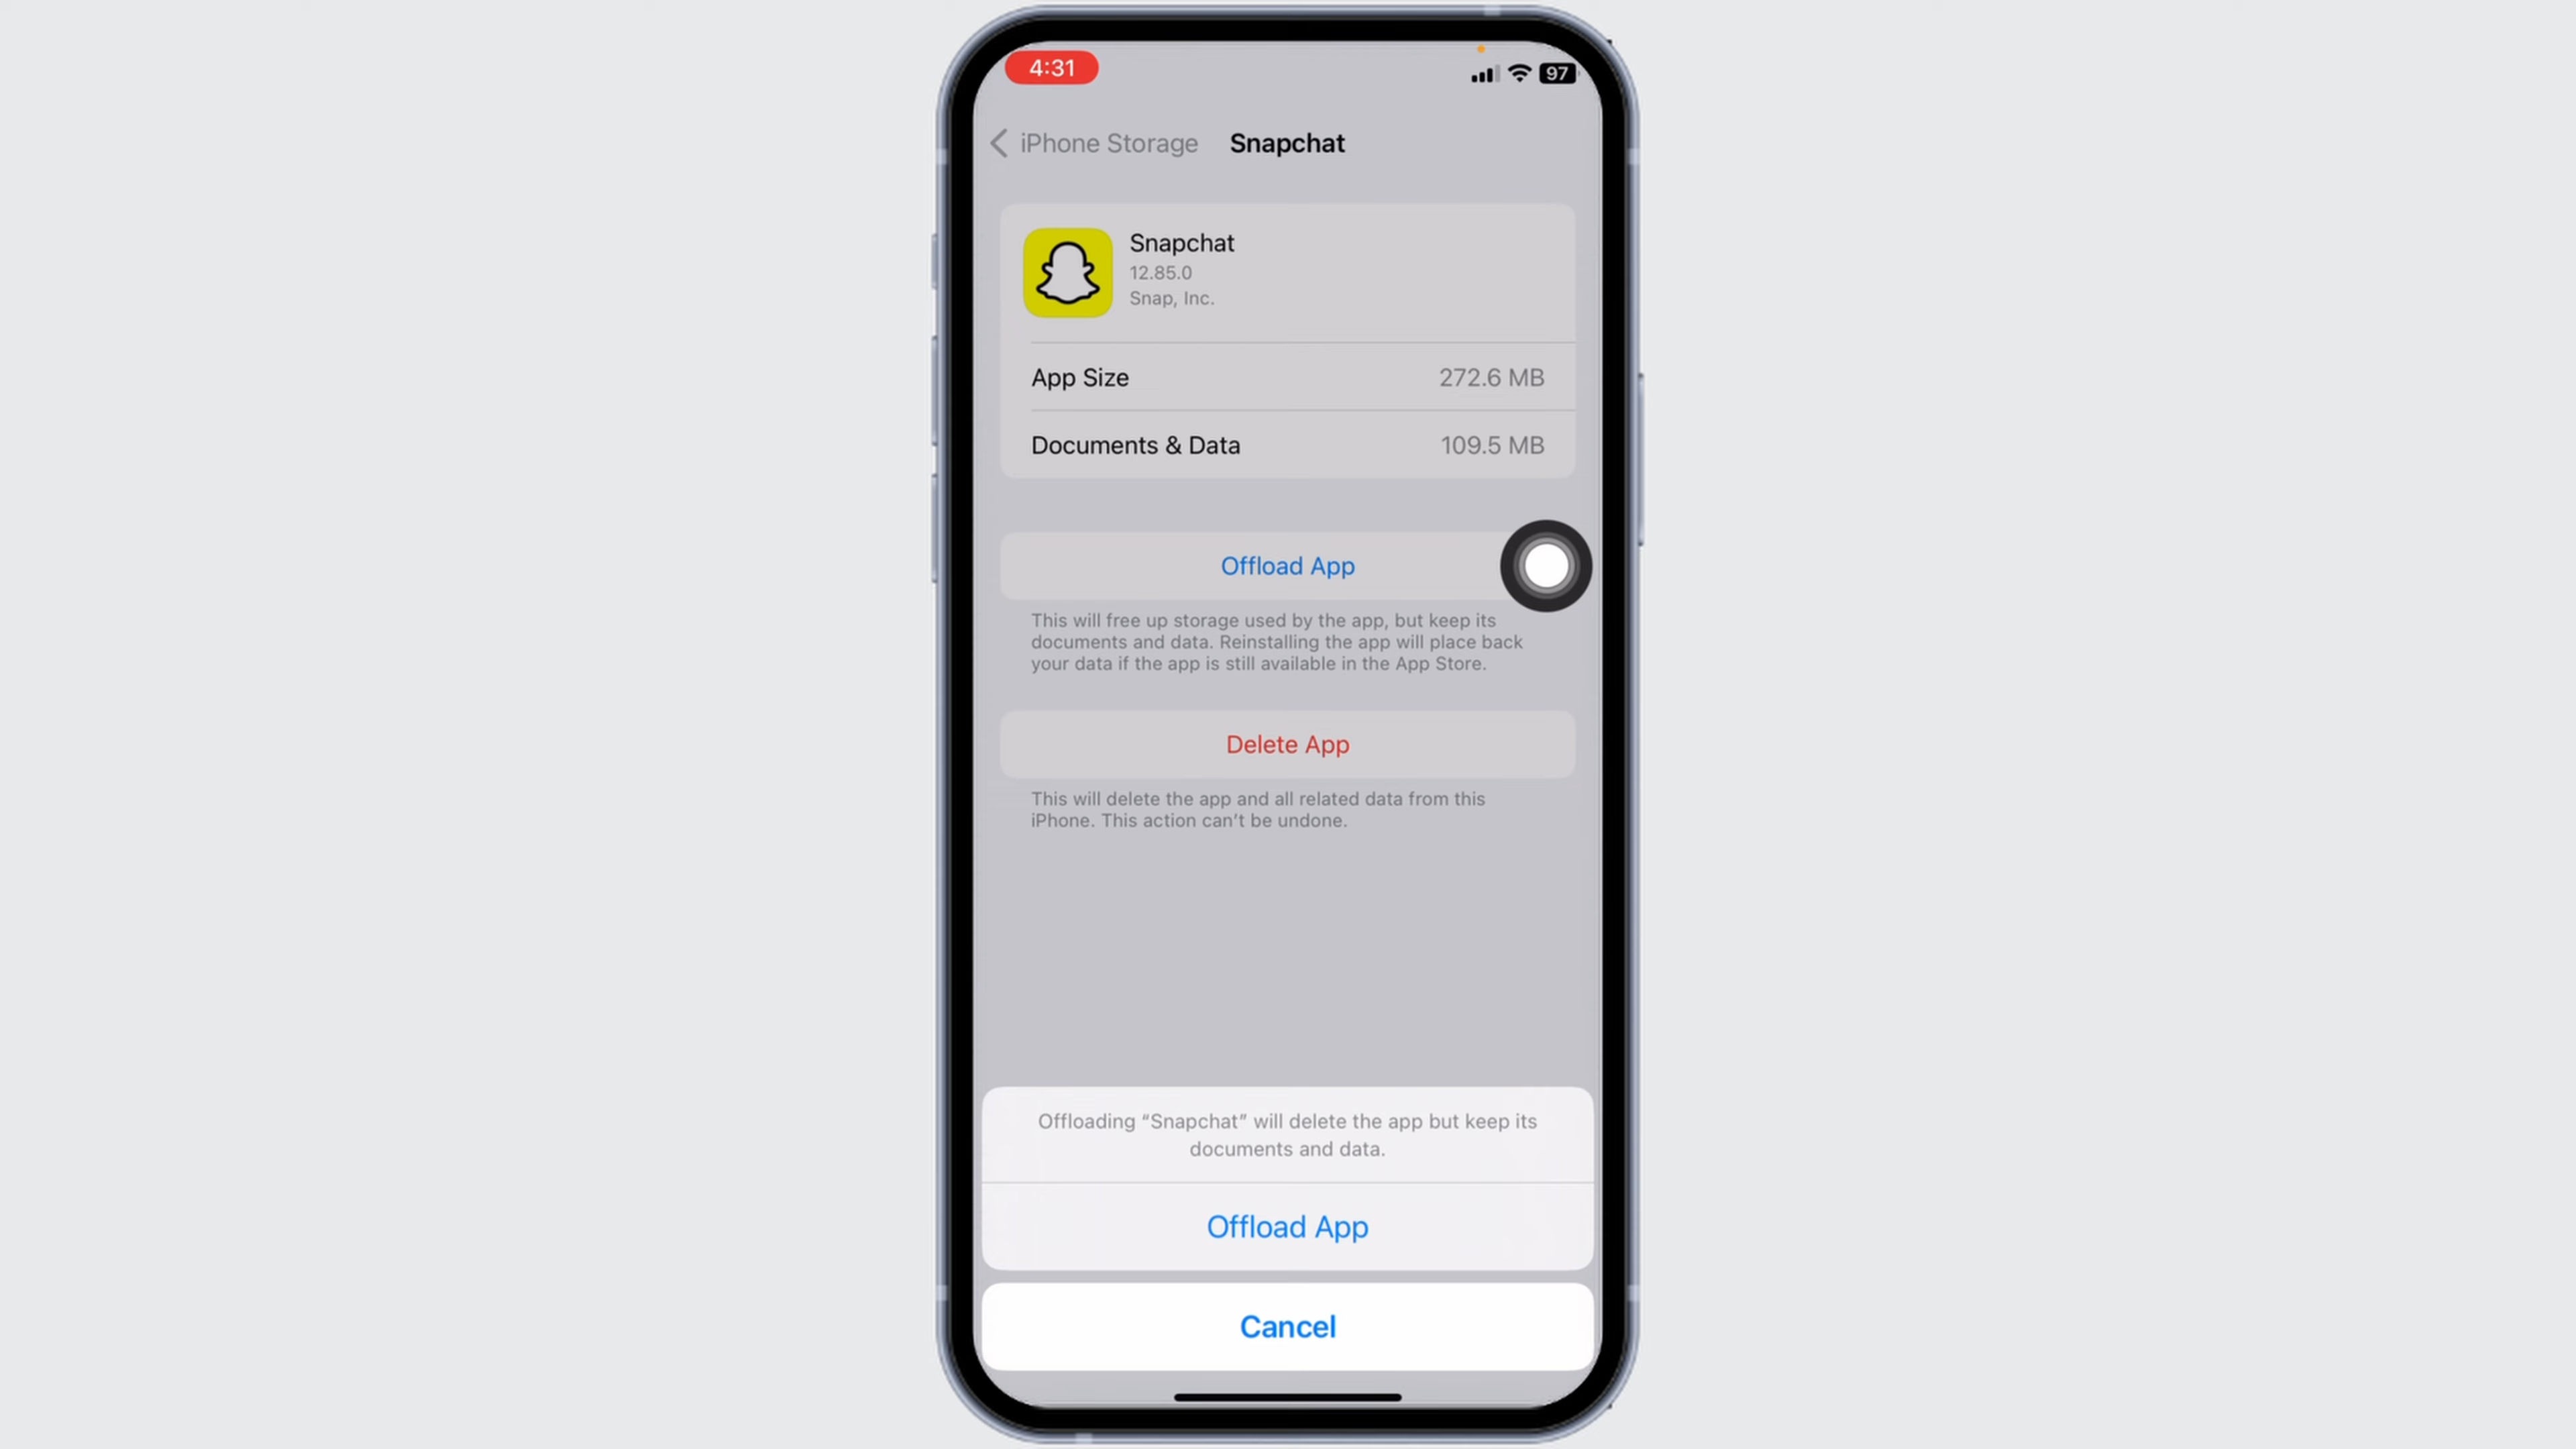 4:31
97
iPhone Storage
Snapchat
Snapchat
12.85.0
Snap, Inc.
App Size
272.6 MB
Documents & Data
109.5 MB
Offload App
This will free up storage used by the app, but keep its
documents and data. Reinstalling the app will place back
your data if the app is still available in the App Store.
Delete App
This will delete the app and all related data from this
iPhone. This action can’t be undone.
Offloading “Snapchat” will delete the app but keep its
documents and data.
Offload App
Cancel